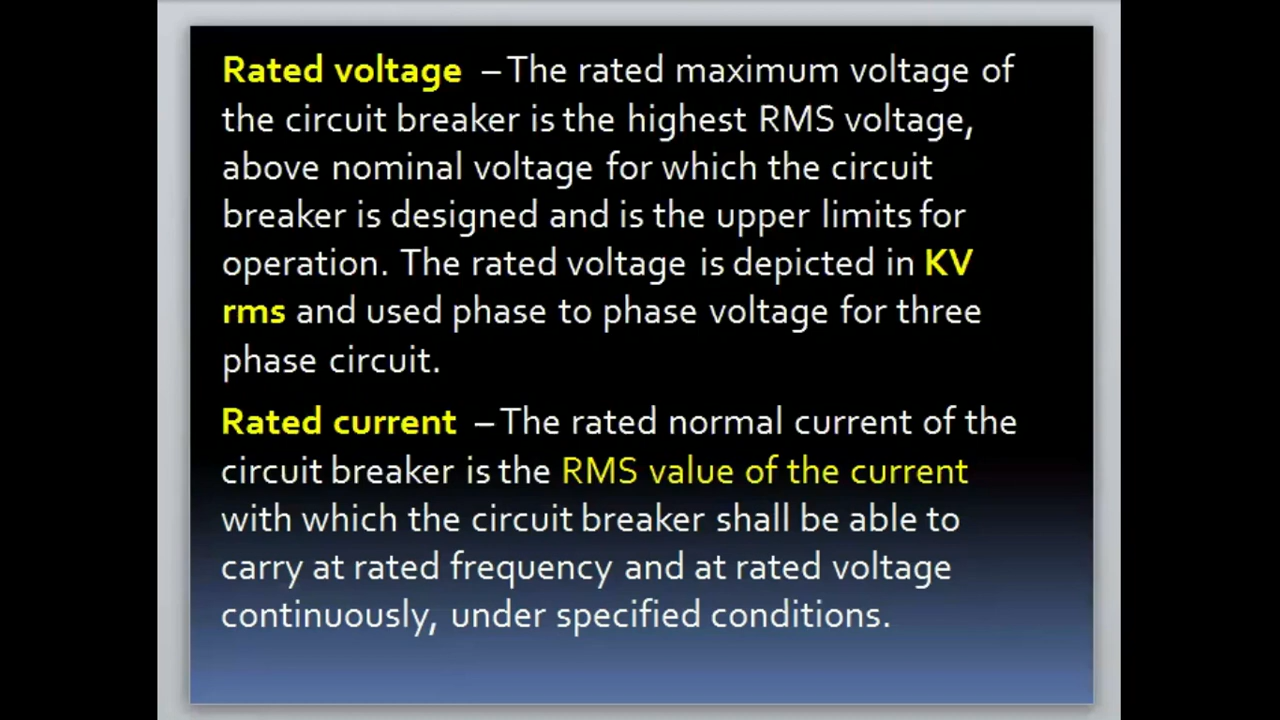 Rated voltage – The rated maximum voltage of
the circuit breaker is the highest RMS voltage,
above nominal voltage for which the circuit
breaker is designed and is the upper limits for
operation. The rated voltage is depicted in KV
rms and used phase to phase voltage for three
phase circuit.
Rated current – The rated normal current of the
circuit breaker is the RMS value of the current
with which the circuit breaker shall be able to
carry at rated frequency and at rated voltage
continuously, under specified conditions.